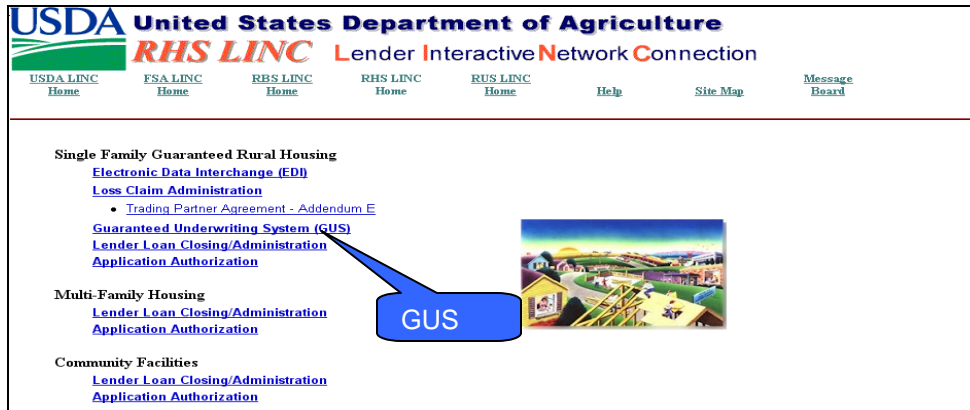 USDA United States Department of Agriculture
RHS LINC Lender Interactive Network Connection
USDA LINC Home
FSA LINC Home
RBS LINC Home
RHS LINC Home
RUS LINC Home
Help
Site Map
Message Board
Single Family Guaranteed Rural Housing
Electronic Data Interchange (EDI)
Loss Claim Administration
• Trading Partner Agreement - Addendum E
Guaranteed Underwriting System (GUS)
Lender Loan Closing/Administration
Application Authorization
GUS
Multi-Family Housing
Lender Loan Closing/Administration
Application Authorization
Community Facilities
Lender Loan Closing/Administration
Application Authorization